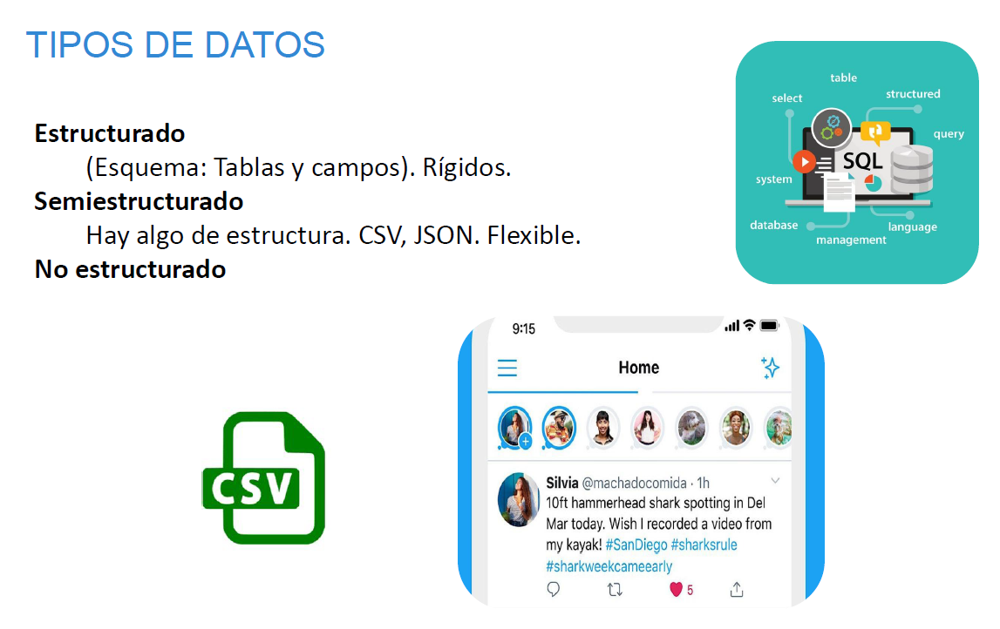 TIPOS DE DATOS
Estructurado
(Esquema: Tablas y campos). Rígidos.
Semiestructurado
Hay algo de estructura. CSV, JSON. Flexible.
No estructurado
table
select
structured
query
SQL
system
database
language
management
CSV
9:15
Home
Silvia @machadocomida · 1h
10ft hammerhead shark spotting in Del
Mar today. Wish I recorded a video from
my kayak! #SanDiego #sharksrule
#sharkweekcameearly
5